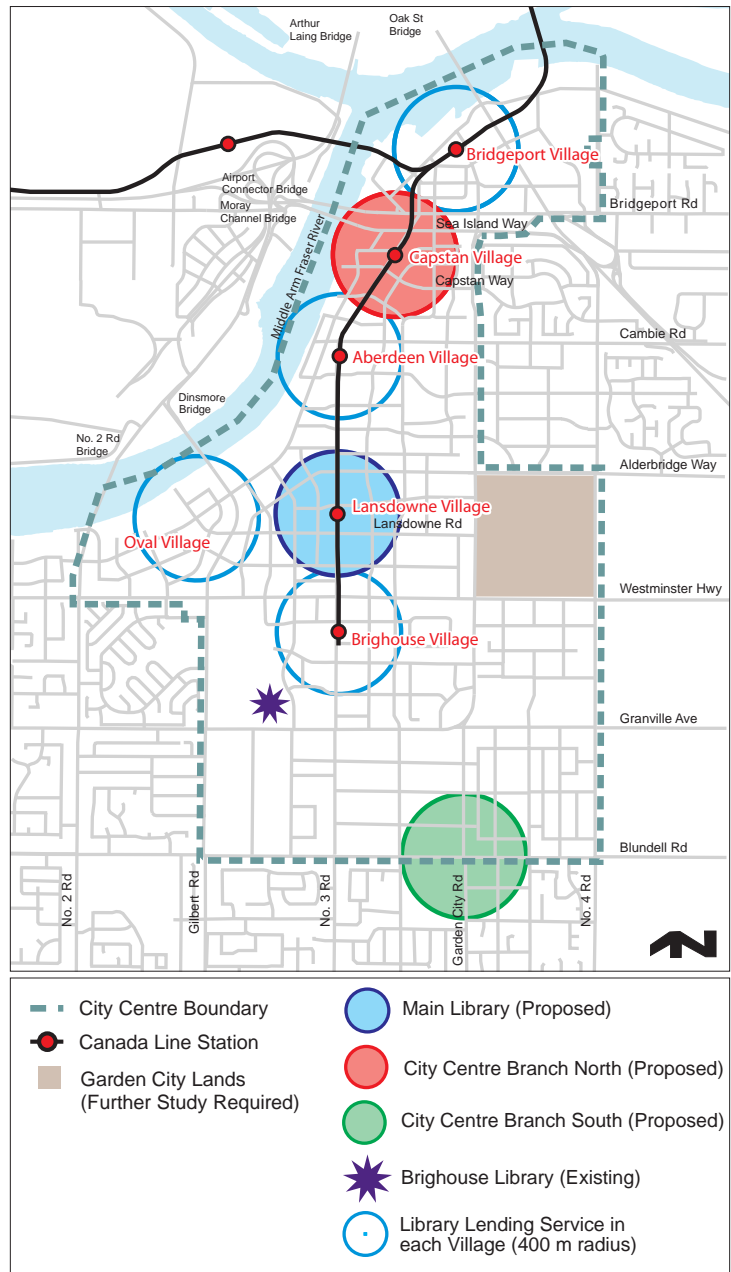 Arthur
Laing Bridge
Oak St
Bridge
Bridgeport Village
Airport
Connector Bridge
Moray
Channel Bridge
Bridgeport Rd
Sea Island Way
Capstan Village
Capstan Way
Middle Arm Fraser River
Cambie Rd
Aberdeen Village
Dinsmore
Bridge
No. 2 Rd
Bridge
Alderbridge Way
Lansdowne Village
Lansdowne Rd
Oval Village
Westminster Hwy
Brighouse Village
Granville Ave
Blundell Rd
No. 2 Rd
Gilbert Rd
No. 3 Rd
Garden City Rd
No. 4 Rd
N
City Centre Boundary
Canada Line Station
Garden City Lands
(Further Study Required)
Main Library (Proposed)
City Centre Branch North (Proposed)
City Centre Branch South (Proposed)
Brighouse Library (Existing)
Library Lending Service in
each Village (400 m radius)